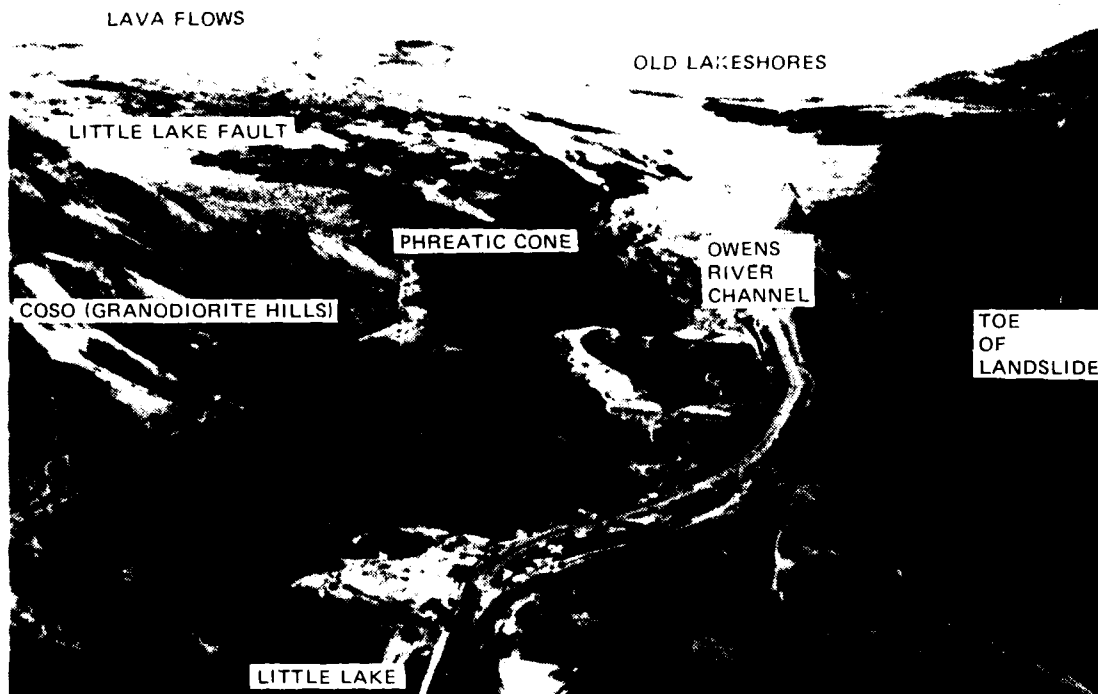 LAVA FLOWS
OLD LAKESHORES
LITTLE LAKE FAULT
PHREATIC CONE
OWENS
RIVER
CHANNEL
COSO (GRANODIORITE HILLS)
TOE
OF
LANDSLIDE
LITTLE LAKE